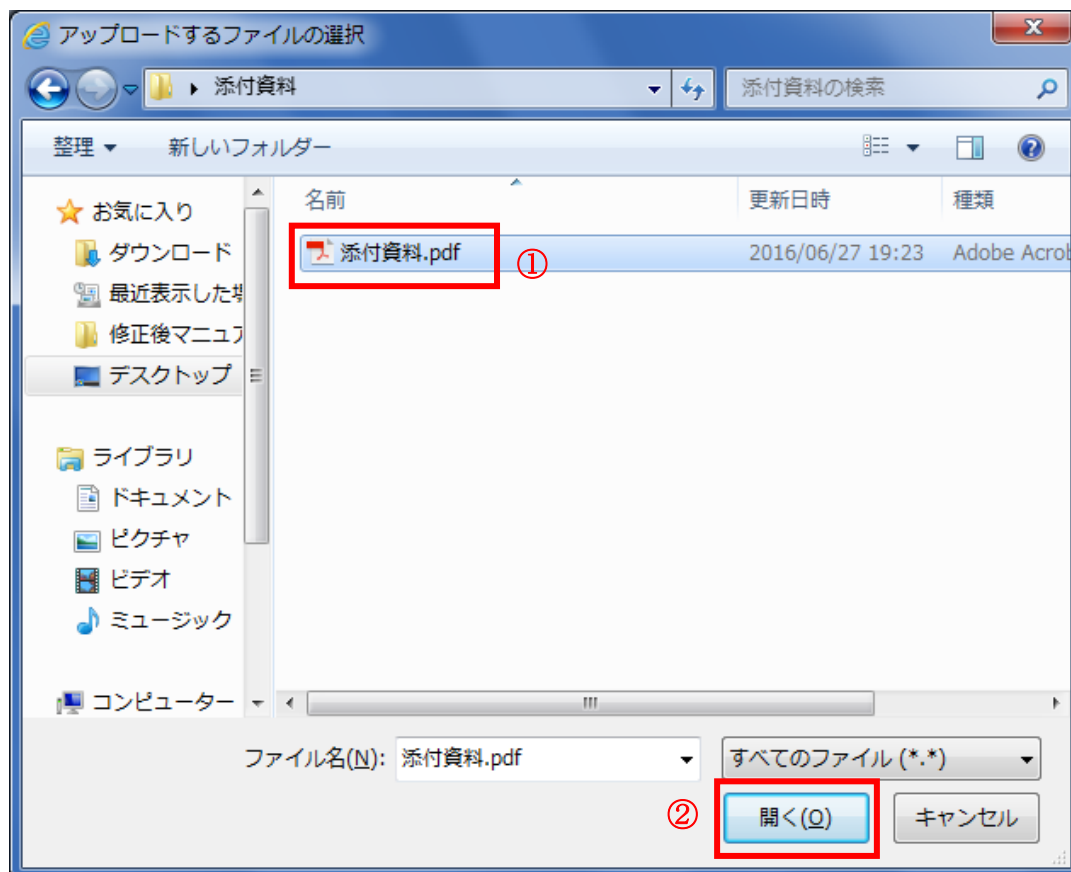 アップロードするファイルの選択
添付資料
添付資料の検索
整理
新しいフォルダー
お気に入り
ダウンロード
最近表示した場
修正後マニュア
デスクトップ
ライブラリ
ドキュメント
ピクチャ
ビデオ
ミュージック
コンピューター
名前 更新日時 種類
添付資料.pdf ① 2016/06/27 19:23 Adobe Acrob
ファイル名(N): 添付資料.pdf すべてのファイル (*.*)
② 開く(O) キャンセル